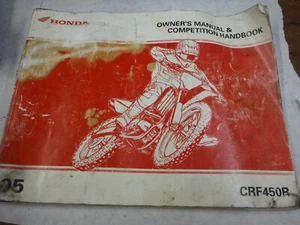 HONDA
OWNER'S MANUAL &
COMPETITION HANDBOOK
05
CRF450R